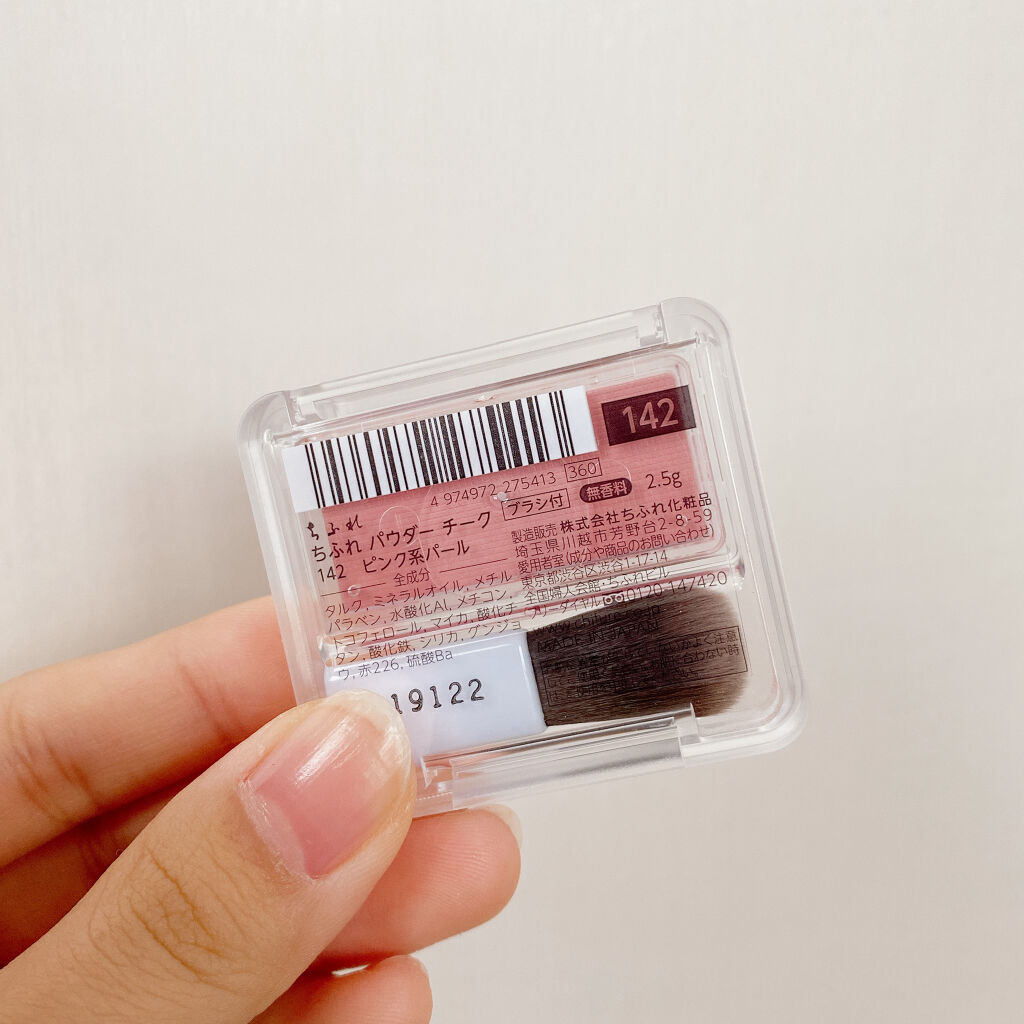 142
4 974972 275413 360
ちふれ
ちふれ パウダー チーク ブラシ付 無香料 2.5g
142 ピンク系パール
全成分
タルク, ミネラルオイル, メチル
パラベン, 水酸化Al, メチコン,
トコフェロール, マイカ, 酸化チ
タン, 酸化鉄, シリカ, グンジョ
ウ, 赤226, 硫酸Ba
製造販売 株式会社ちふれ化粧品
埼玉県川越市芳野台2-8-59
愛用者室(成分や商品のお問い合わせ)
東京都渋谷区渋谷1-17-14
全国婦人会館・ちふれビル
フリーダイヤル 0120-147420
MADE IN JAPAN
19122